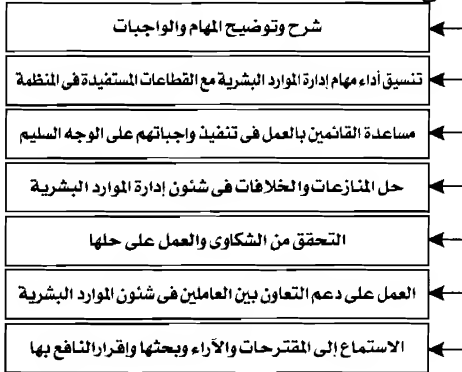 شرح وتوضيح المهام والواجبات
تنسيق أداء مهام إدارة الموارد البشرية مع القطاعات المستفيدة فى المنظمة
مساعدة القائمين بالعمل فى تنفيذ واجباتهم على الوجه السليم
حل المنازعات والخلافات فى شئون إدارة الموارد البشرية
التحقق من الشكاوى والعمل على حلها
العمل على دعم التعاون بين العاملين فى شئون الموارد البشرية
الاستماع إلى المقترحات والآراء وبحثها وإقرار النافع بها